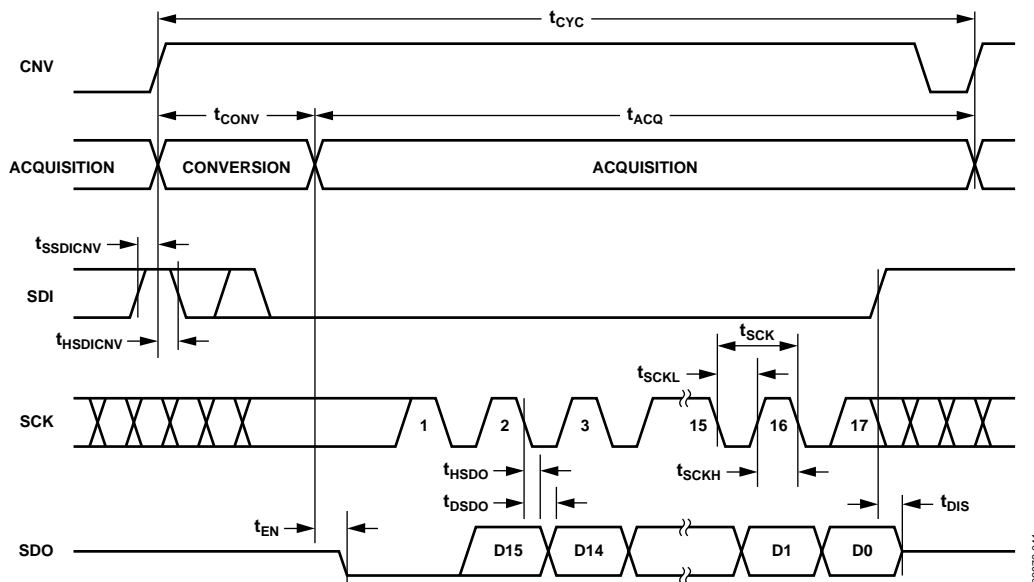 tCYC
CNV
tCONV
tACQ
ACQUISITION
CONVERSION
ACQUISITION
tSSDICNV
SDI
tHSDICNV
tSCK
tSCKL
SCK
1
2
3
15
16
17
tHSDO
tSCKH
tDSDO
tDIS
tEN
SDO
D15
D14
D1
D0